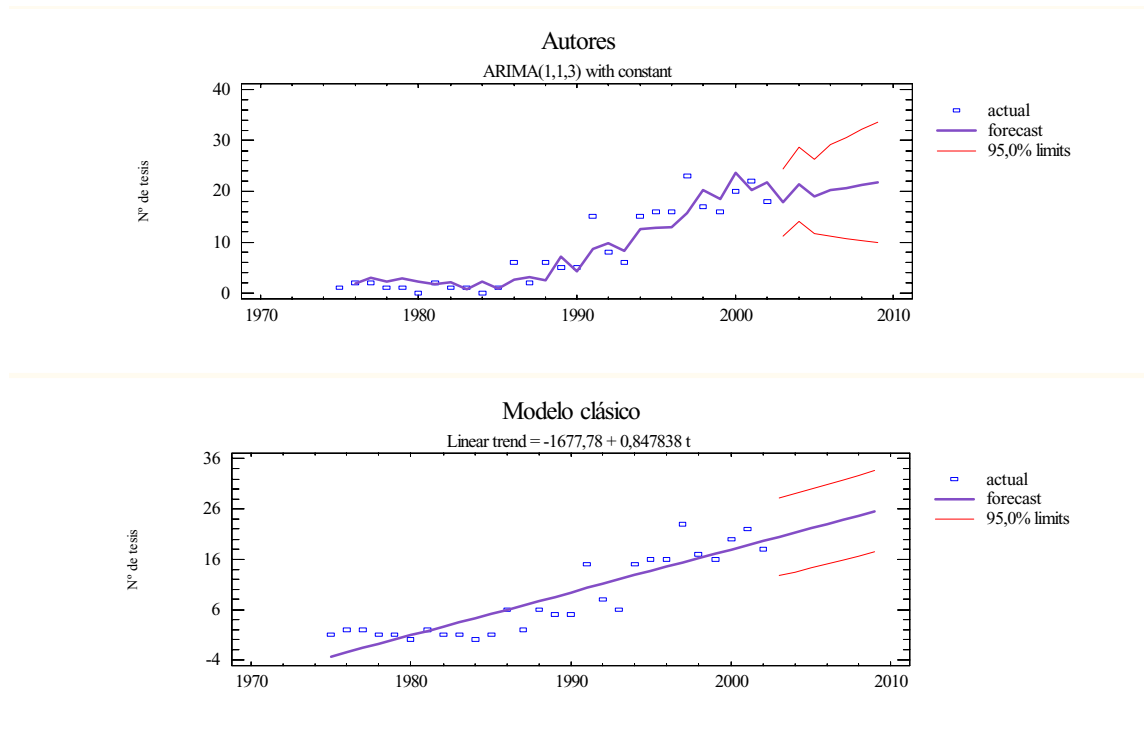 Autores
ARIMA(1,1,3) with constant
40
30
20
10
0
Nº de tesis
1970 1980 1990 2000 2010
actual
forecast
95,0% limits
Modelo clásico
Linear trend = -1677,78 + 0,847838 t
36
26
16
6
-4
Nº de tesis
1970 1980 1990 2000 2010
actual
forecast
95,0% limits